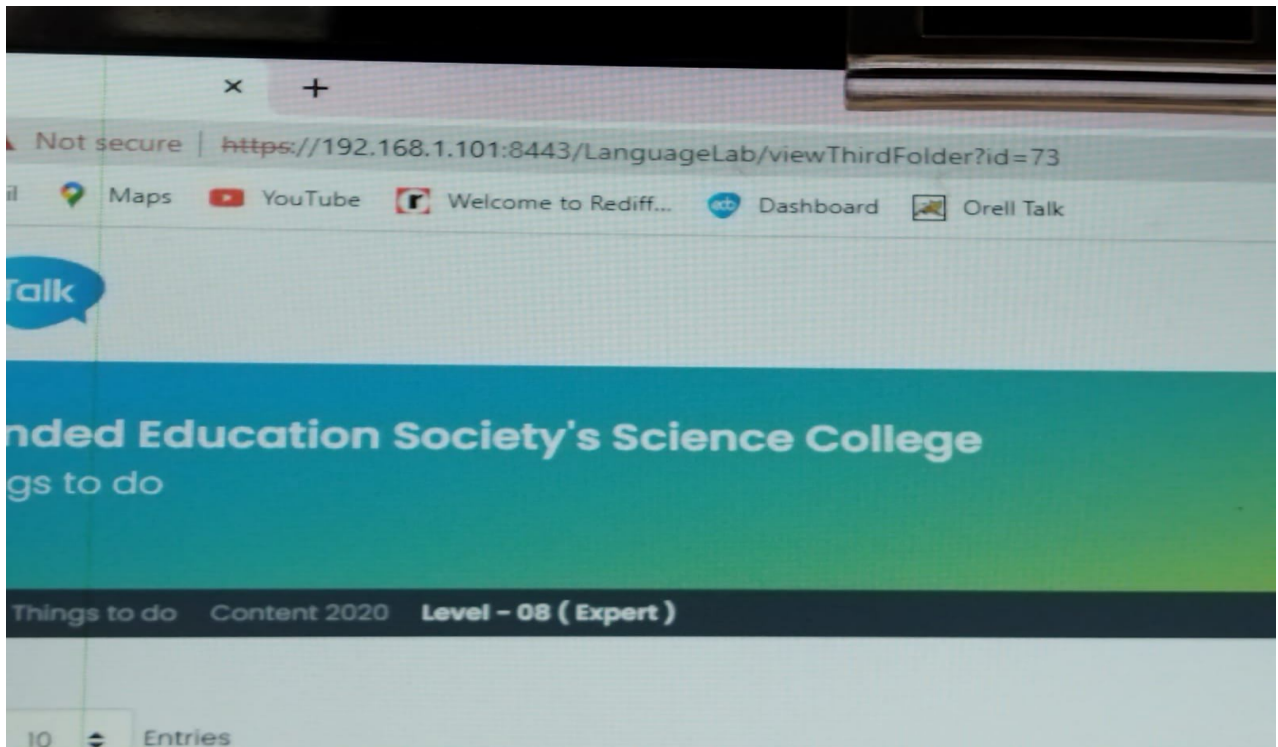 Not secure | https://192.168.1.101:8443/LanguageLab/viewThirdFolder?id=73
il Maps YouTube Welcome to Rediff... Dashboard Orell Talk
Talk
nded Education Society's Science College
gs to do
Things to do Content 2020 Level - 08 ( Expert )
10 Entries